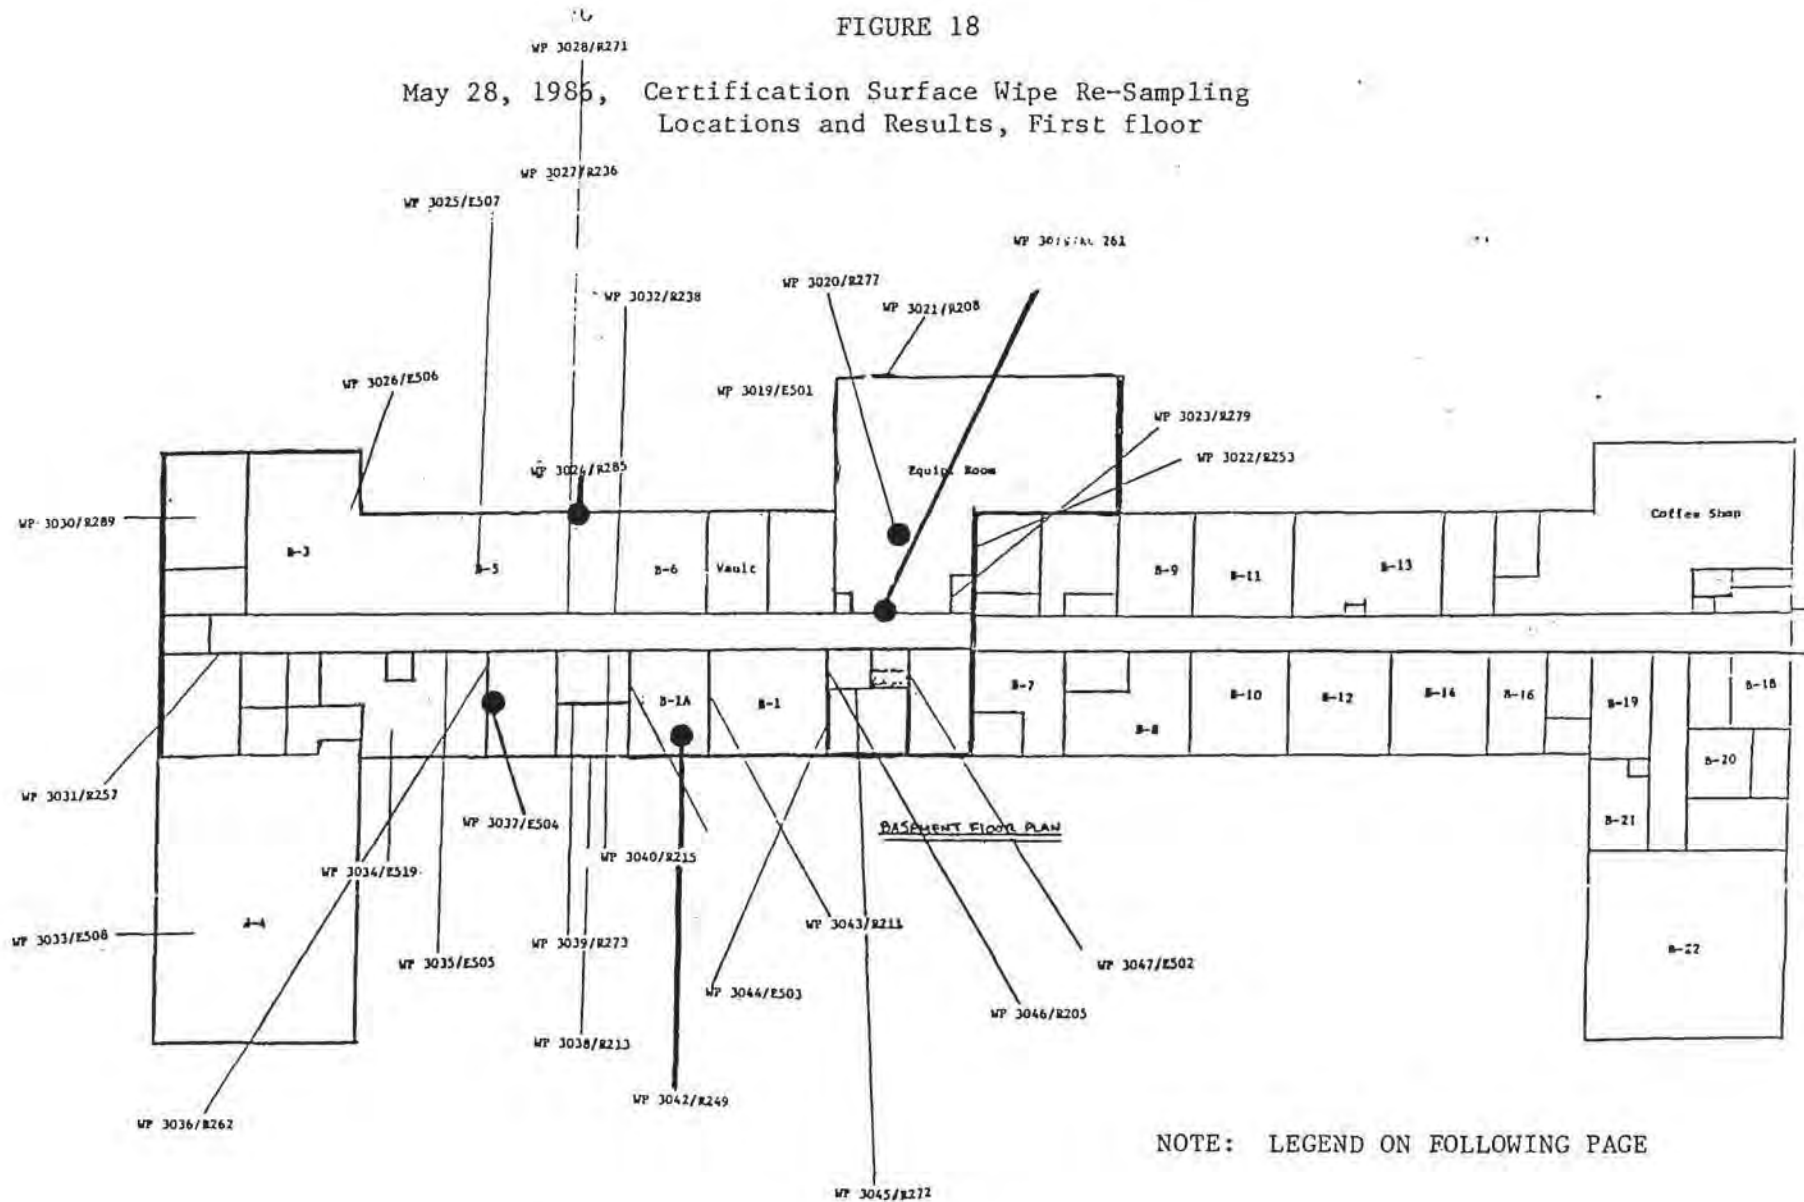 FIGURE 18
WP 3028/R271
May 28, 1986, Certification Surface Wipe Re-Sampling
Locations and Results, First floor
WP 3027/R236
WP 3025/E507
WP 261
WP 3020/R277
WP 3032/R238
WP 3021/R208
WP 3026/E506
WP 3019/E501
WP 3023/R279
WP 3022/R253
WP 3024/R285
Equip. Room
Coffee Shop
WP 3030/R289
B-3
B-5
B-6
Vault
B-9
B-11
B-13
B-1A
B-1
B-7
B-8
B-10
B-12
B-14
B-16
B-19
B-18
B-20
WP 3031/R257
WP 3037/E504
BASEMENT FLOOR PLAN
B-21
WP 3040/R215
WP 3034/E519
WP 3033/E508
WP 3043/R211
WP 3039/R273
WP 3035/E505
WP 3047/E502
B-22
WP 3044/E503
WP 3046/R205
WP 3038/R213
WP 3042/R249
WP 3036/R262
NOTE: LEGEND ON FOLLOWING PAGE
WP 3045/R272